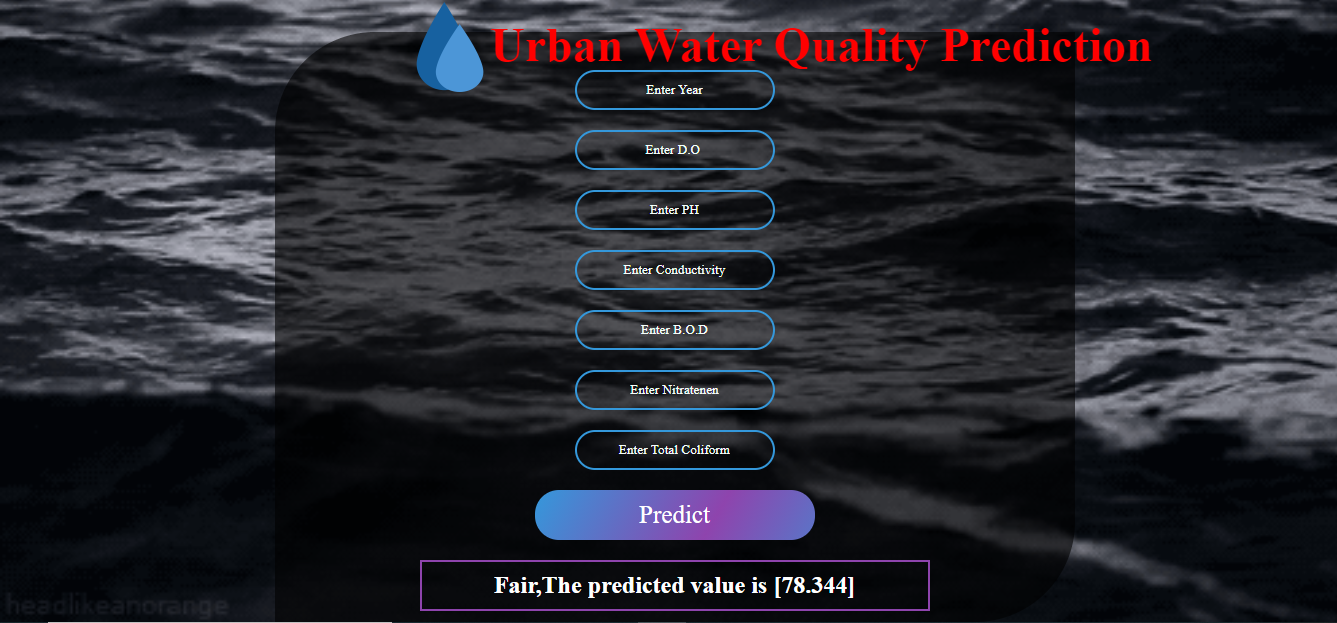 Urban Water Quality Prediction
Enter Year
Enter D.O
Enter PH
Enter Conductivity
Enter B.O.D
Enter Nitratenen
Enter Total Coliform
Predict
Fair,The predicted value is [78.344]
headlikeanorange